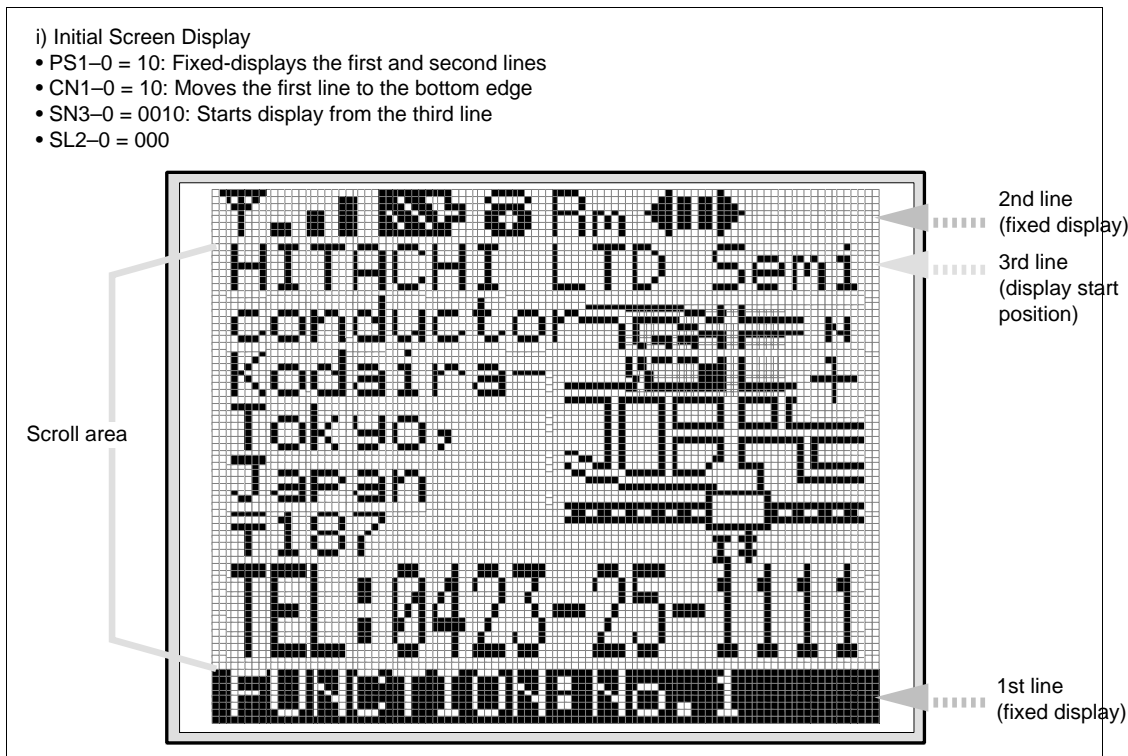 i) Initial Screen Display
• PS1–0 = 10: Fixed-displays the first and second lines
• CN1–0 = 10: Moves the first line to the bottom edge
• SN3–0 = 0010: Starts display from the third line
• SL2–0 = 000
2nd line
(fixed display)
3rd line
(display start
position)
Scroll area
1st line
(fixed display)
HITACHI LTD Semi
conductor
N
Kodaira-
Tokyo,
Japan
〒187
TEL:0423-25-1111
FUNCTION No.1